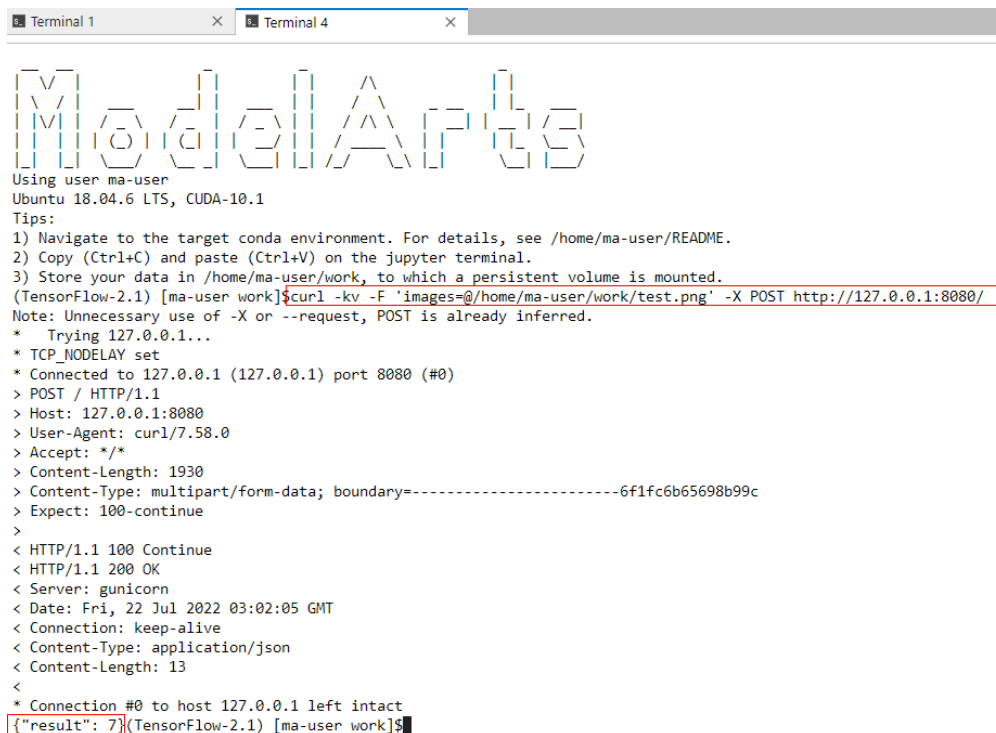 Terminal 1
Terminal 4
ModelArts
Using user ma-user
Ubuntu 18.04.6 LTS, CUDA-10.1
Tips:
1) Navigate to the target conda environment. For details, see /home/ma-user/README.
2) Copy (Ctrl+C) and paste (Ctrl+V) on the jupyter terminal.
3) Store your data in /home/ma-user/work, to which a persistent volume is mounted.
(TensorFlow-2.1) [ma-user work]$curl -kv -F 'images=@/home/ma-user/work/test.png' -X POST http://127.0.0.1:8080/
Note: Unnecessary use of -X or --request, POST is already inferred.
*   Trying 127.0.0.1...
* TCP_NODELAY set
* Connected to 127.0.0.1 (127.0.0.1) port 8080 (#0)
> POST / HTTP/1.1
> Host: 127.0.0.1:8080
> User-Agent: curl/7.58.0
> Accept: */*
> Content-Length: 1930
> Content-Type: multipart/form-data; boundary=------------------------6f1fc6b65698b99c
> Expect: 100-continue
>
< HTTP/1.1 100 Continue
< HTTP/1.1 200 OK
< Server: gunicorn
< Date: Fri, 22 Jul 2022 03:02:05 GMT
< Connection: keep-alive
< Content-Type: application/json
< Content-Length: 13
<
* Connection #0 to host 127.0.0.1 left intact
{"result": 7}(TensorFlow-2.1) [ma-user work]$